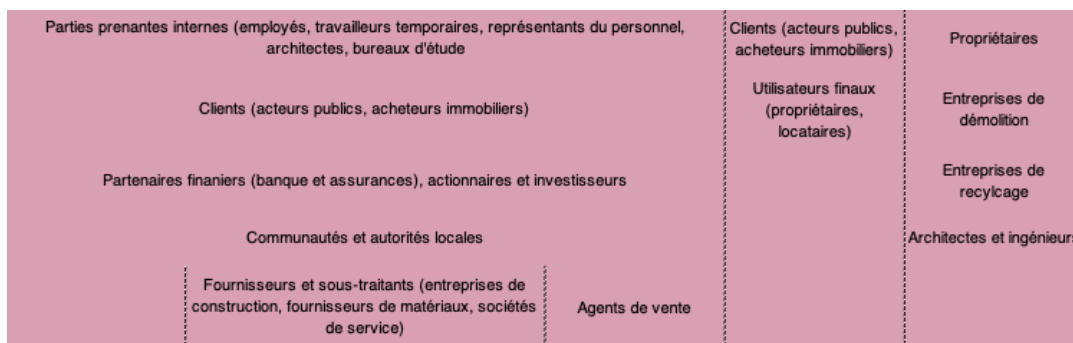 Parties prenantes internes (employés, travailleurs temporaires, représentants du personnel,
architectes, bureaux d'étude
Clients (acteurs publics, acheteurs immobiliers)
Partenaires finaniers (banque et assurances), actionnaires et investisseurs
Communautés et autorités locales
Fournisseurs et sous-traitants (entreprises de
construction, fournisseurs de matériaux, sociétés
de service)
Agents de vente
Clients (acteurs publics,
acheteurs immobiliers)
Utilisateurs finaux
(propriétaires,
locataires)
Propriétaires
Entreprises de
démolition
Entreprises de
recylcage
Architectes et ingénieurs